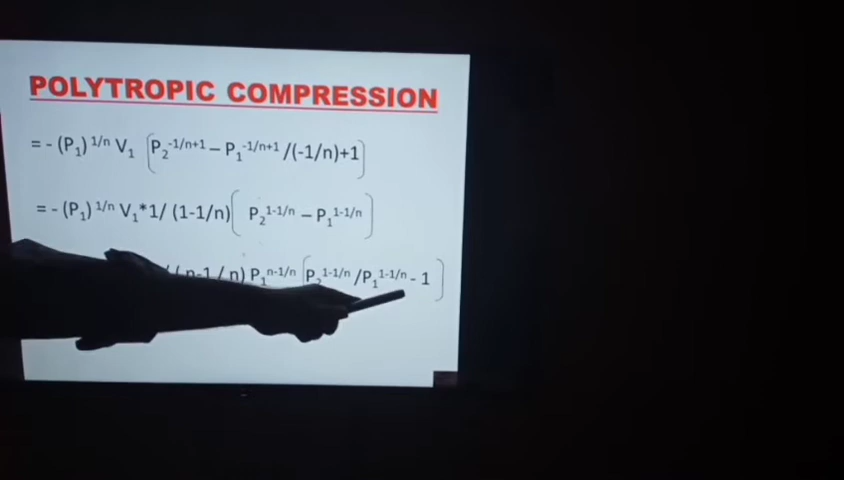 POLYTROPIC COMPRESSION
= - (P₁) ¹/ⁿ V₁ [P₂⁻¹/ⁿ⁺¹ – P₁⁻¹/ⁿ⁺¹ /(-1/n)+1]
= - (P₁) ¹/ⁿ V₁*1/ (1-1/n)[ P₂¹⁻¹/ⁿ – P₁¹⁻¹/ⁿ ]
( n-1 / n) P₁ⁿ⁻¹/ⁿ [P₂¹⁻¹/ⁿ /P₁¹⁻¹/ⁿ - 1 ]